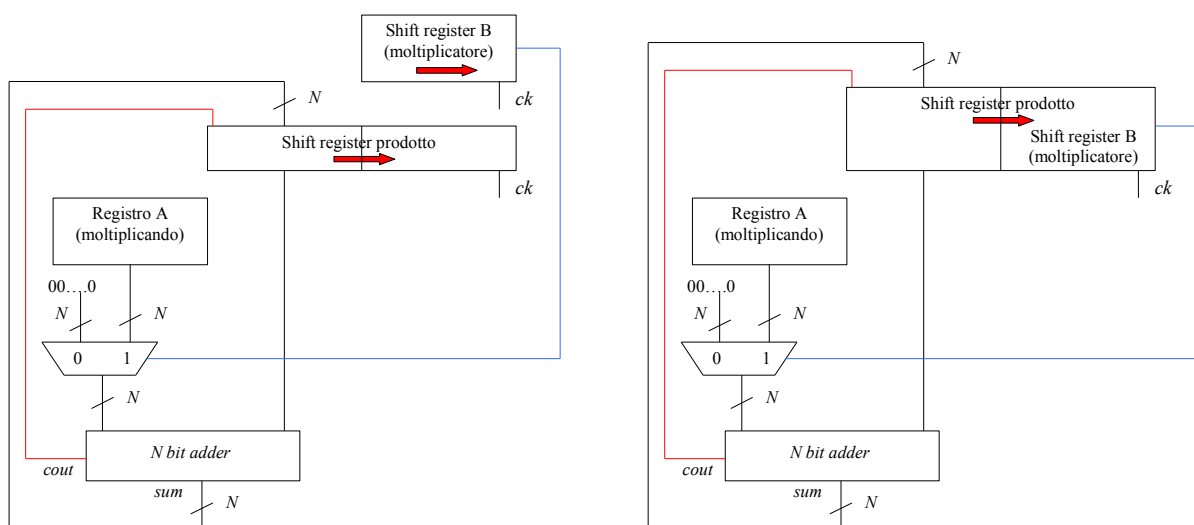 Shift register B
(moltiplicatore)
ck
N
Shift register prodotto
ck
Registro A
(moltiplicando)
00....0
N
N
0
1
N
N bit adder
cout
sum
N
N
Shift register prodotto
Shift register B
(moltiplicatore)
ck
Registro A
(moltiplicando)
00....0
N
N
0
1
N
N bit adder
cout
sum
N